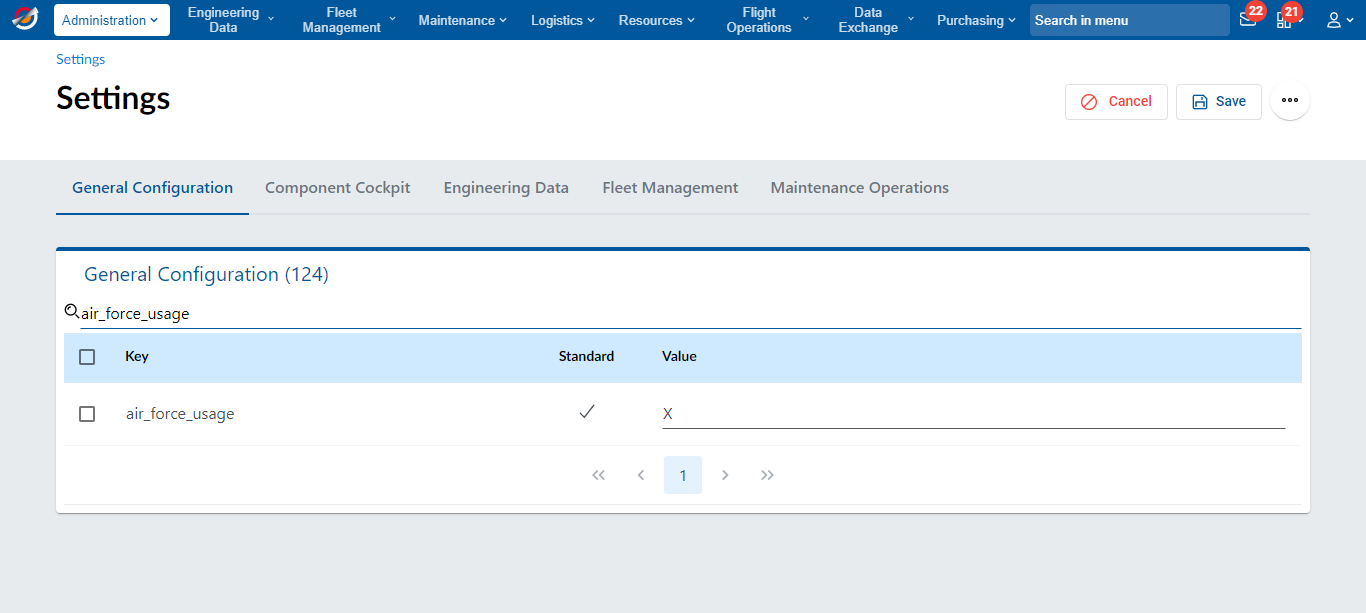 Administration
Engineering
Data
Fleet
Management
Maintenance
Logistics
Resources
Flight
Operations
Data
Exchange
Purchasing
Search in menu
22
21
Settings
Settings
Cancel
Save
General Configuration
Component Cockpit
Engineering Data
Fleet Management
Maintenance Operations
General Configuration (124)
air_force_usage
Key Standard Value
air_force_usage X
1